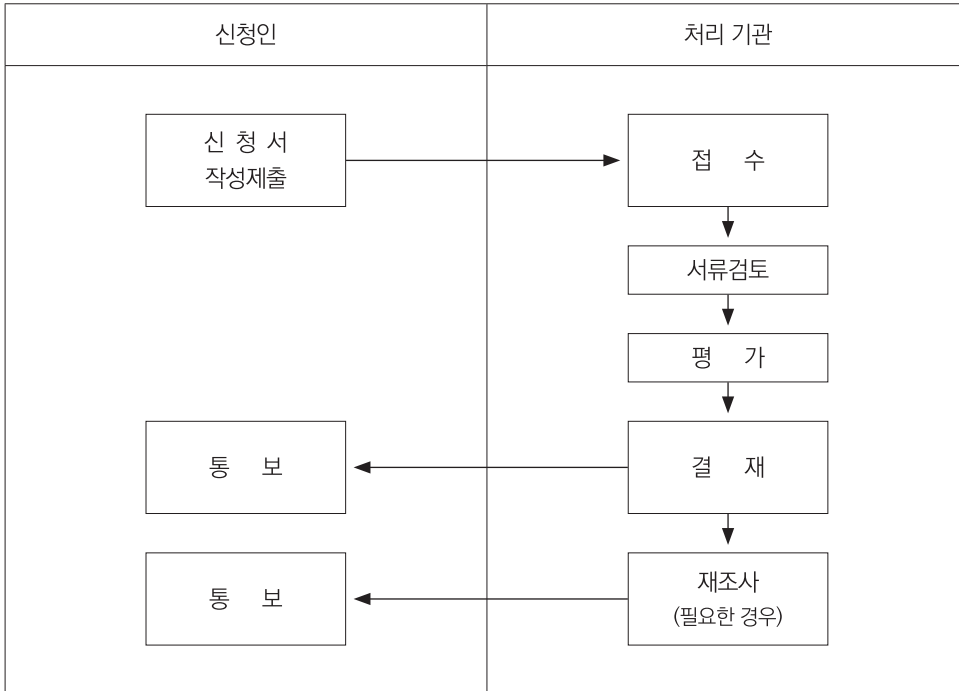 신청인
처리 기관
신 청 서
작성제출
접 수
서류검토
평 가
통 보
결 재
통 보
재조사
(필요한 경우)